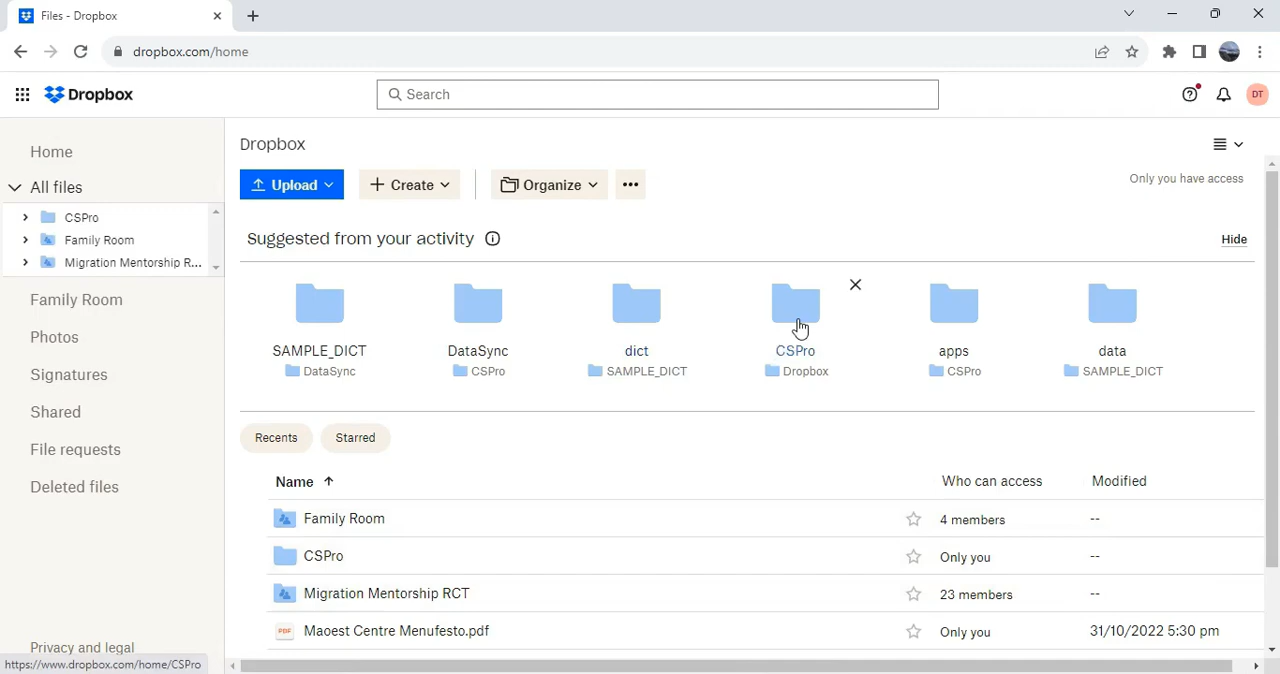 Files - Dropbox
dropbox.com/home
Dropbox
Search
DT
Home
All files
CSPro
Family Room
Migration Mentorship R...
Family Room
Photos
Signatures
Shared
File requests
Deleted files
Privacy and legal
https://www.dropbox.com/home/CSPro
Dropbox
Upload
Create
Organize
Only you have access
Suggested from your activity
Hide
SAMPLE_DICT
DataSync
DataSync
CSPro
dict
SAMPLE_DICT
CSPro
Dropbox
apps
CSPro
data
SAMPLE_DICT
Recents
Starred
Name Who can access Modified
Family Room 4 members --
CSPro Only you --
Migration Mentorship RCT 23 members --
PDF Maoest Centre Menufesto.pdf Only you 31/10/2022 5:30 pm